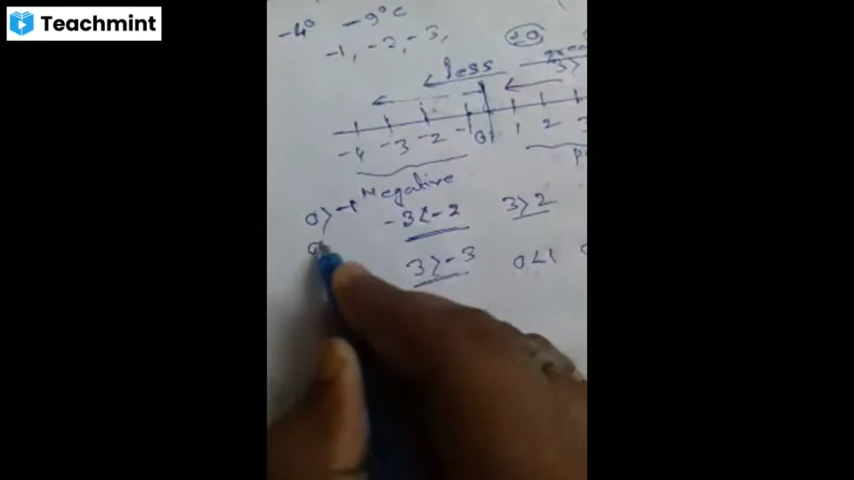 Teachmint
-4° -9°c
-1, -2, -3,
less
-4 -3 -2 -1 0 1 2 3
Negative
0>-1 -3<-2 3>2
3>-3 0<1